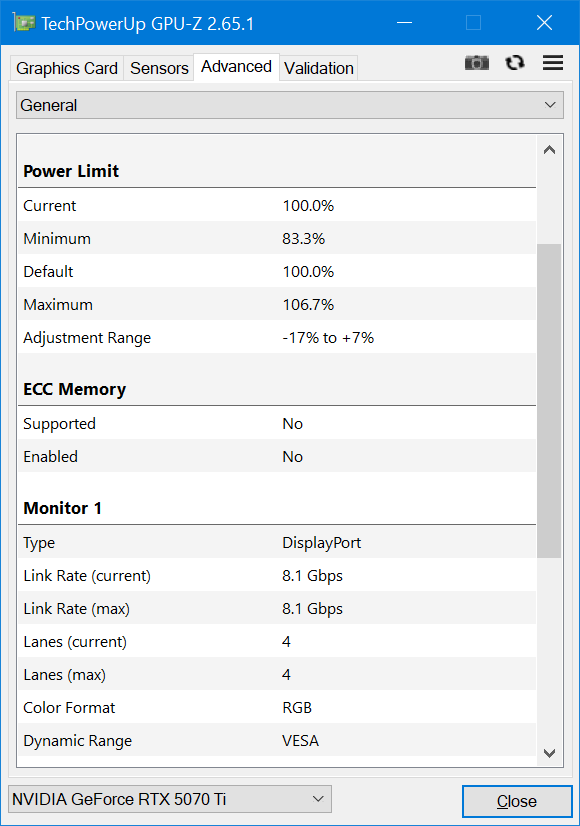 TechPowerUp GPU-Z 2.65.1
Graphics Card Sensors Advanced Validation
General
Power Limit
Current 100.0%
Minimum 83.3%
Default 100.0%
Maximum 106.7%
Adjustment Range -17% to +7%
ECC Memory
Supported No
Enabled No
Monitor 1
Type DisplayPort
Link Rate (current) 8.1 Gbps
Link Rate (max) 8.1 Gbps
Lanes (current) 4
Lanes (max) 4
Color Format RGB
Dynamic Range VESA
NVIDIA GeForce RTX 5070 Ti Close